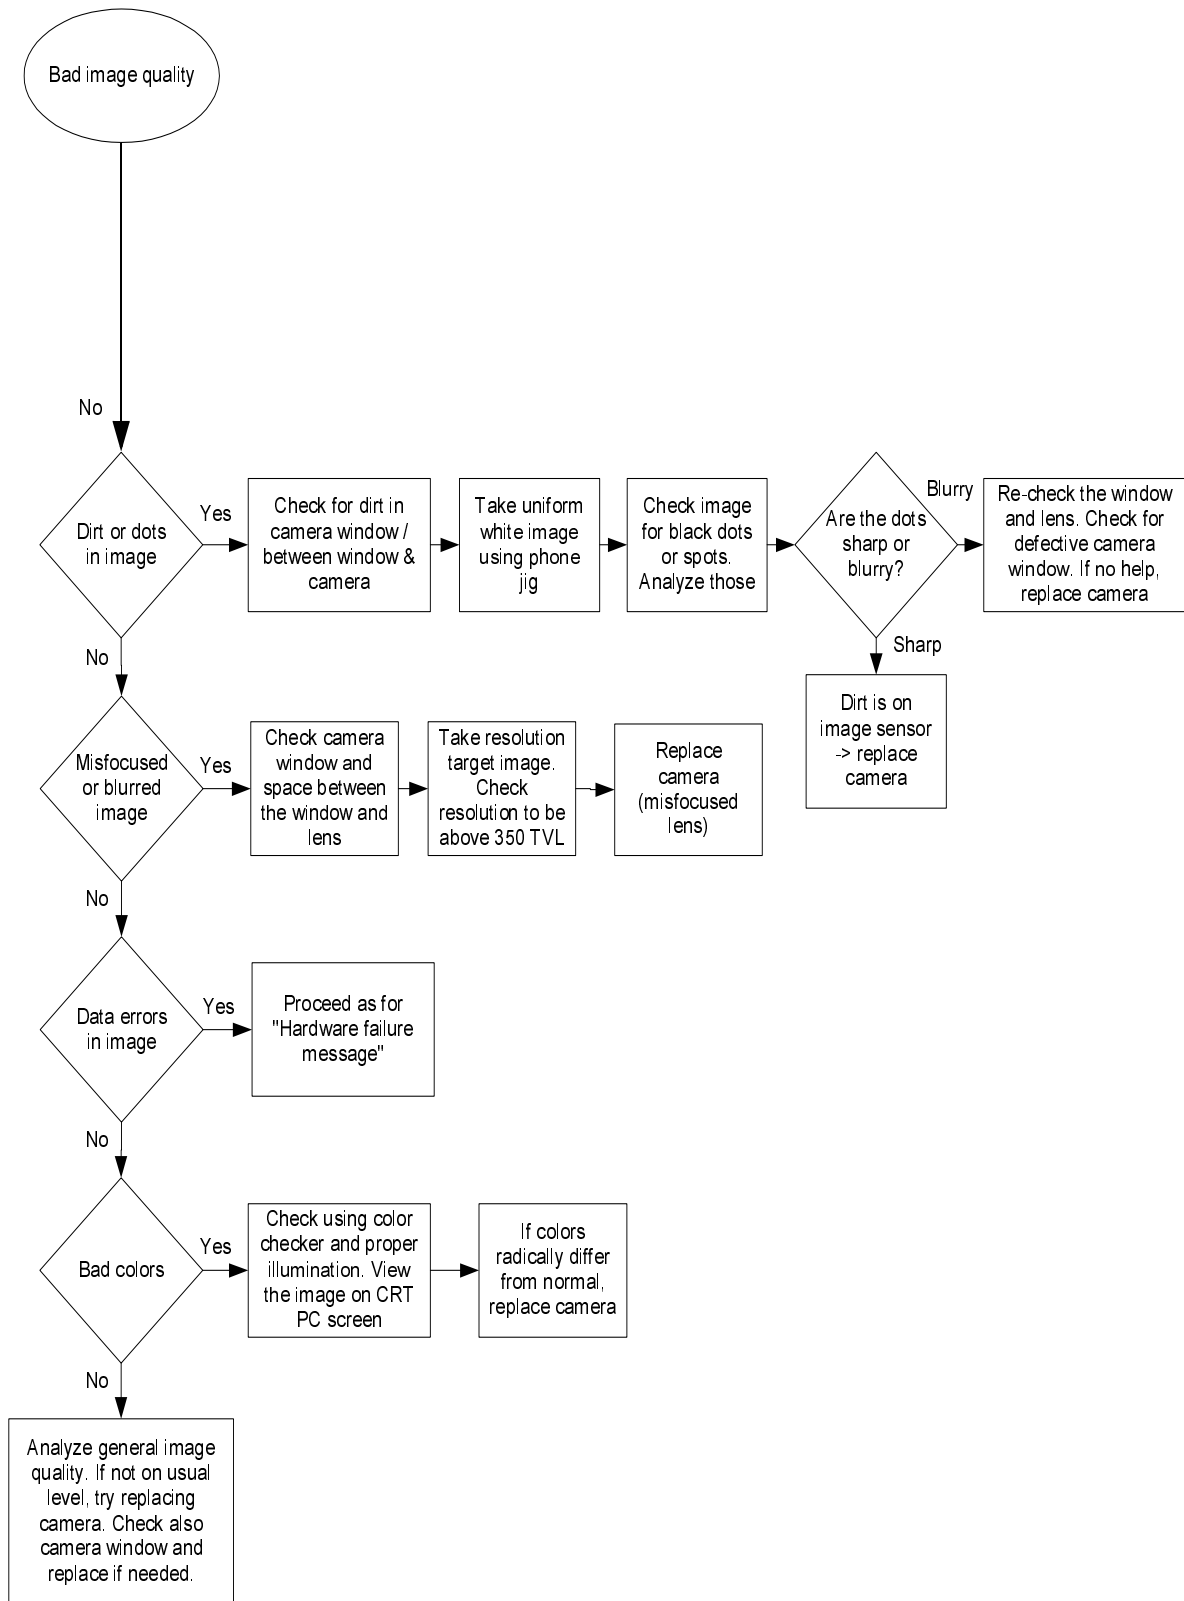 Bad image quality
No
Dirt or dots
in image
Yes
Check for dirt in
camera window /
between window &
camera
Take uniform
white image
using phone
jig
Check image
for black dots
or spots.
Analyze those
Are the dots
sharp or
blurry?
Blurry
Re-check the window
and lens. Check for
defective camera
window. If no help,
replace camera
Sharp
Dirt is on
image sensor
-> replace
camera
No
Misfocused
or blurred
image
Yes
Check camera
window and
space between
the window and
lens
Take resolution
target image.
Check
resolution to be
above 350 TVL
Replace
camera
(misfocused
lens)
No
Data errors
in image
Yes
Proceed as for
"Hardware failure
message"
No
Bad colors
Yes
Check using color
checker and proper
illumination. View
the image on CRT
PC screen
If colors
radically differ
from normal,
replace camera
No
Analyze general image
quality. If not on usual
level, try replacing
camera. Check also
camera window and
replace if needed.